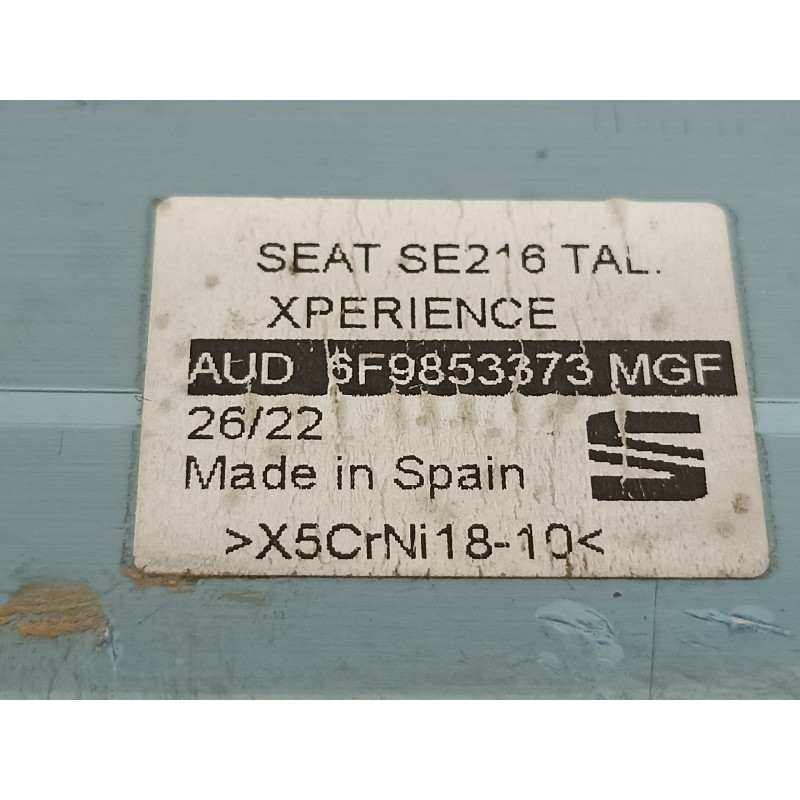 SEAT SE216 TAL.
XPERIENCE
AUD 6F9853373 MGF
26/22
Made in Spain
>X5CrNi18-10<